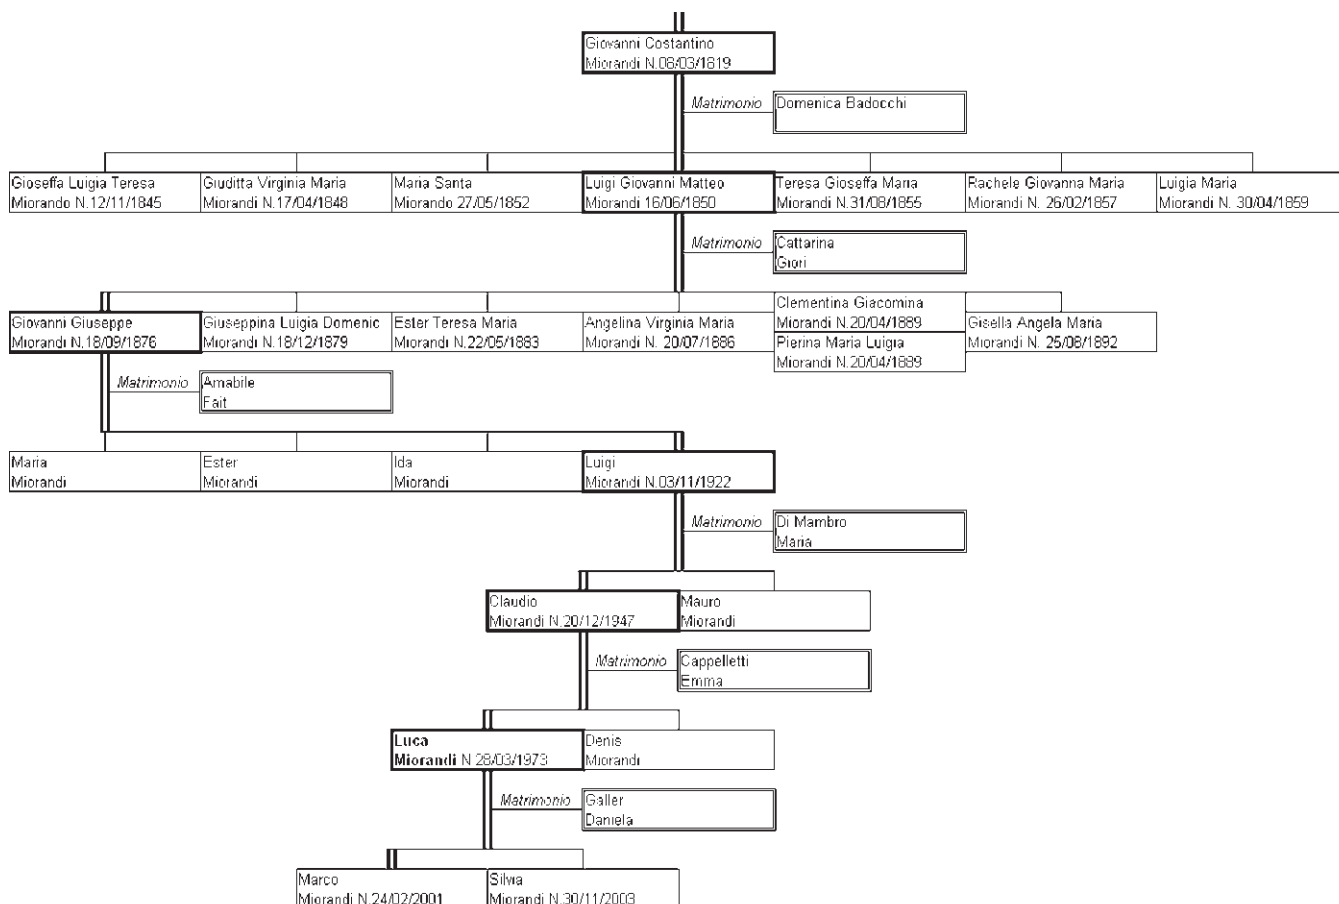 Giovanni Costantino
Miorandi N.08/03/1819
Matrimonio
Domenica Badocchi
Gioseffa Luigia Teresa
Miorando N.12/11/1845
Giuditta Virginia Maria
Miorandi N.17/04/1848
Maria Santa
Miorando 27/05/1852
Luigi Giovanni Matteo
Miorandi 16/06/1850
Teresa Gioseffa Maria
Miorandi N.31/08/1855
Rachele Giovanna Maria
Miorandi N. 26/02/1857
Luigia Maria
Miorandi N. 30/04/1859
Matrimonio
Cattarina
Giori
Giovanni Giuseppe
Miorandi N.18/09/1876
Giuseppina Luigia Domenic
Miorandi N.18/12/1879
Ester Teresa Maria
Miorandi N.22/05/1883
Angelina Virginia Maria
Miorandi N. 20/07/1886
Clementina Giacomina
Miorandi N.20/04/1889
Pierina Maria Luigia
Miorandi N.20/04/1889
Gisella Angela Maria
Miorandi N. 25/08/1892
Matrimonio
Amabile
Fait
Maria
Miorandi
Ester
Miorandi
Ida
Miorandi
Luigi
Miorandi N.03/11/1922
Matrimonio
Di Mambro
Maria
Claudio
Miorandi N.20/12/1947
Mauro
Miorandi
Matrimonio
Cappelletti
Emma
Luca
Miorandi N 28/03/1973
Denis
Miorandi
Matrimonio
Galler
Daniela
Marco
Miorandi N.24/02/2001
Silvia
Miorandi N.30/11/2003